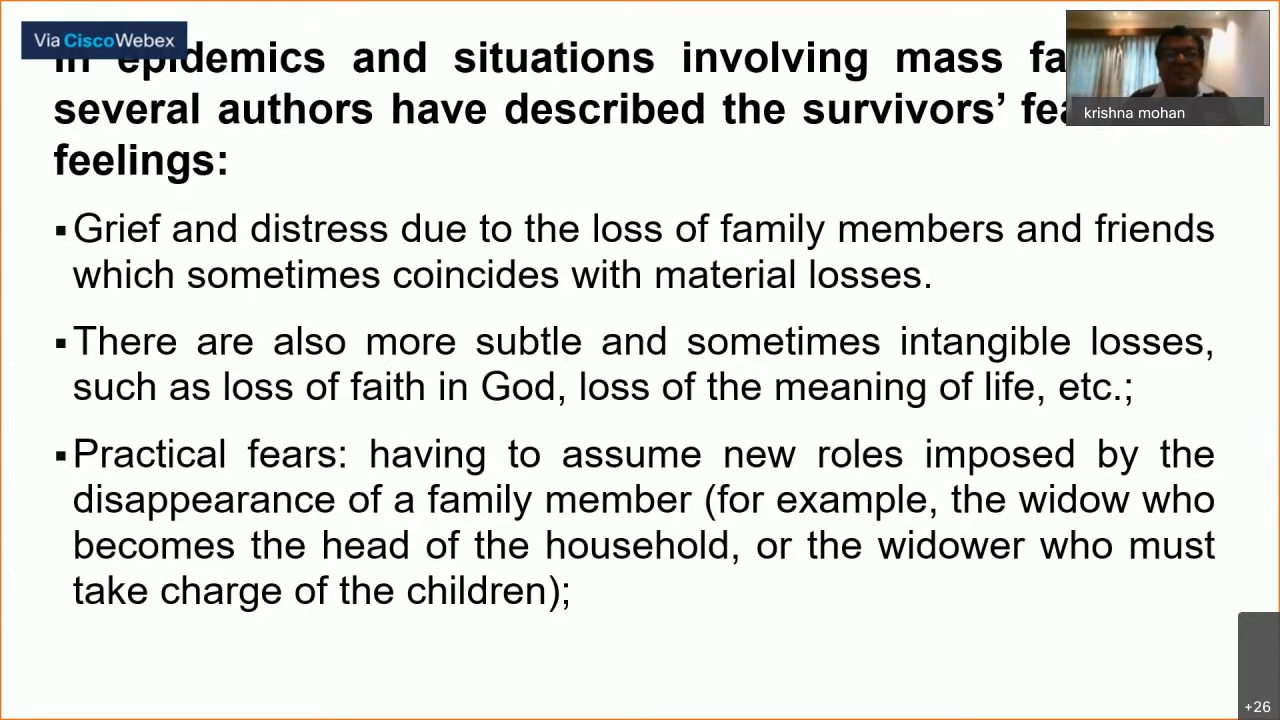 Via CiscoWebex
In epidemics and situations involving mass
several authors have described the survivors’
feelings:
▪Grief and distress due to the loss of family members and friends
which sometimes coincides with material losses.
▪There are also more subtle and sometimes intangible losses,
such as loss of faith in God, loss of the meaning of life, etc.;
▪Practical fears: having to assume new roles imposed by the
disappearance of a family member (for example, the widow who
becomes the head of the household, or the widower who must
take charge of the children);
krishna mohan
+26